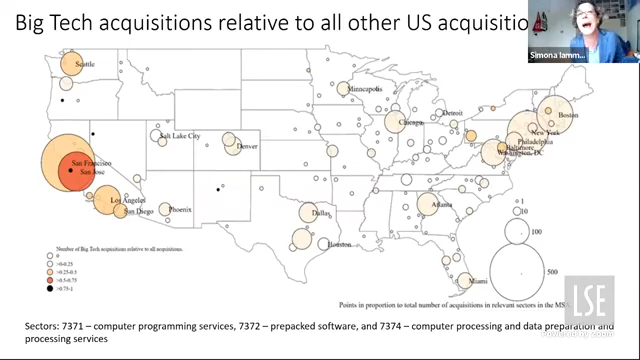 Big Tech acquisitions relative to all other US acquisitio
Simona Iamm...
Seattle
Minneapolis
Boston
Detroit
Chicago
New York
Salt Lake City
Philadelphia
Denver
Baltimore
Washington, DC
San Francisco
San Jose
Los Angeles
Atlanta
San Diego
Phoenix
Dallas
Houston
Miami
1
10
100
500
Number of Big Tech acquisitions relative to all acquisitions.
0
>0-0.25
>0.25-0.5
>0.5-0.75
>0.75-1
Points in proportion to total number of acquisitions in relevant sectors in the MSA
LSE
Powered by Zoom
Sectors: 7371 – computer programming services, 7372 – prepacked software, and 7374 – computer processing and data preparation and
processing services